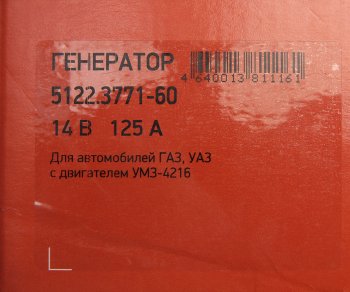 ГЕНЕРАТОР
4 640013 811161
5122.3771-60
14 В 125 А
Для автомобилей ГАЗ, УАЗ
с двигателем УМЗ-4216